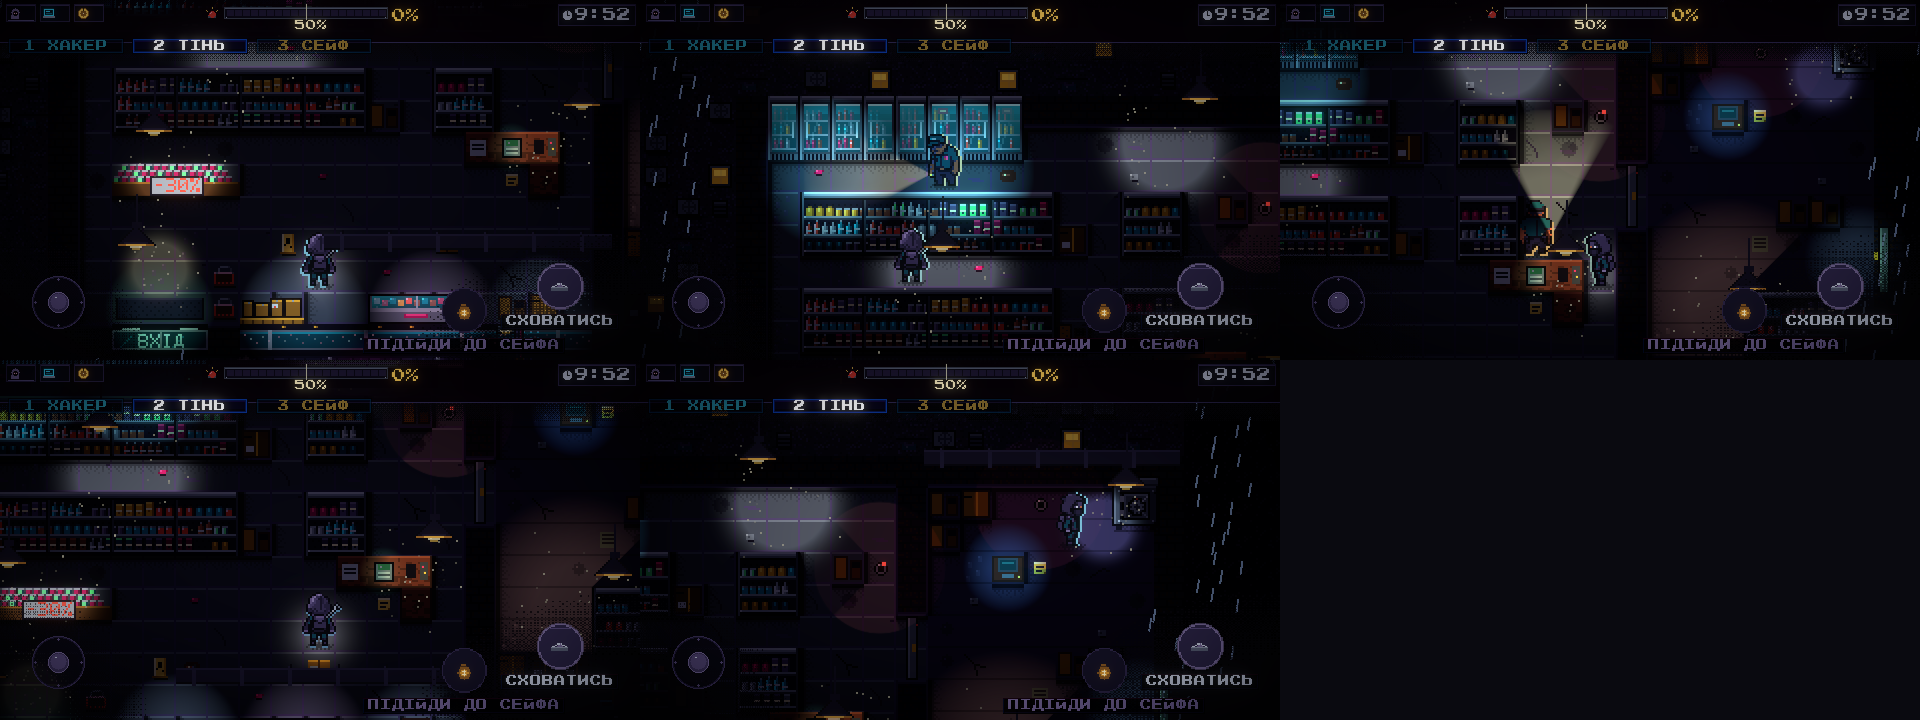 0% 9:52
50%
1 ХАКЕР 2 ТІНЬ 3 СЕЙФ
-30%
СХОВАТИСЬ
ВХІД
ПІДІЙДИ ДО СЕЙФА
0% 9:52
50%
1 ХАКЕР 2 ТІНЬ 3 СЕЙФ
СХОВАТИСЬ
ПІДІЙДИ ДО СЕЙФА
0% 9:52
50%
1 ХАКЕР 2 ТІНЬ 3 СЕЙФ
СХОВАТИСЬ
ПІДІЙДИ ДО СЕЙФА
0% 9:52
50%
1 ХАКЕР 2 ТІНЬ 3 СЕЙФ
СХОВАТИСЬ
ПІДІЙДИ ДО СЕЙФА
0% 9:52
50%
1 ХАКЕР 2 ТІНЬ 3 СЕЙФ
СХОВАТИСЬ
ПІДІЙДИ ДО СЕЙФА